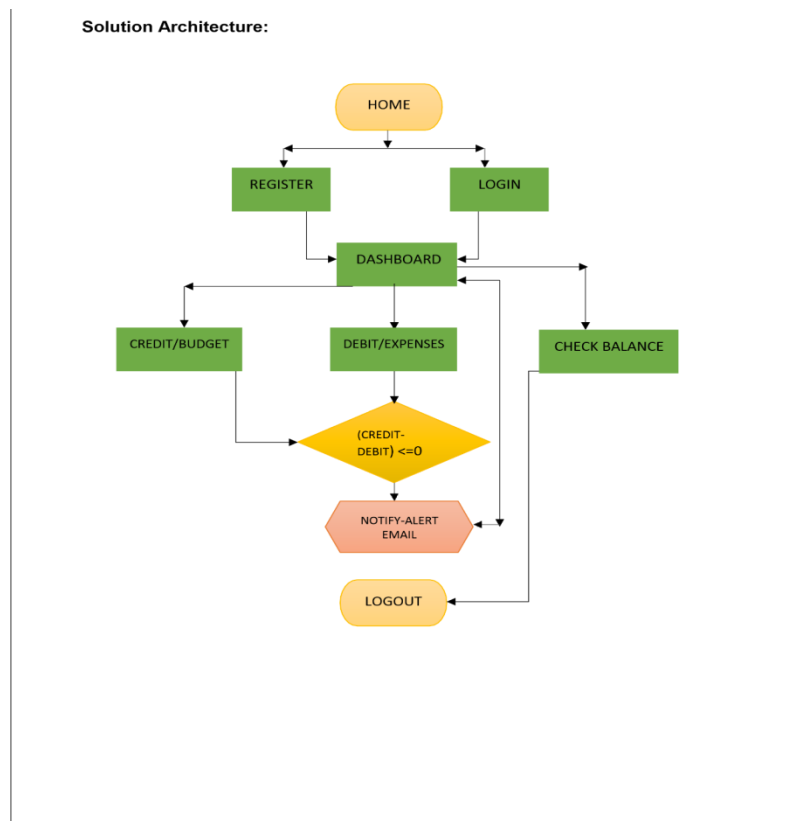 Solution Architecture:
HOME
REGISTER
LOGIN
DASHBOARD
CREDIT/BUDGET
DEBIT/EXPENSES
CHECK BALANCE
(CREDIT-
DEBIT) <=0
NOTIFY-ALERT
EMAIL
LOGOUT